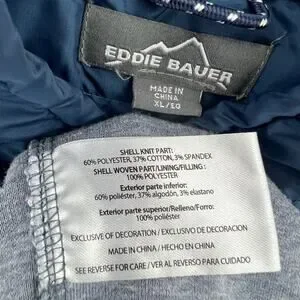 EDDIE BAUER
MADE IN
CHINA
XL/EG
SHELL KNIT PART:
60% POLYESTER, 37% COTTON, 3% SPANDEX
SHELL WOVEN PART/LINING/FILLING :
100% POLYESTER
Exterior parte inferior:
60% poliéster, 37% algodón, 3% elastano
Exterior parte superior/Relleno/Forro:
100% poliéster
EXCLUSIVE OF DECORATION / EXCLUSIVO DE DECORACION
MADE IN CHINA / HECHO EN CHINA
SEE REVERSE FOR CARE / VER AL REVERSO PARA CUIDADO